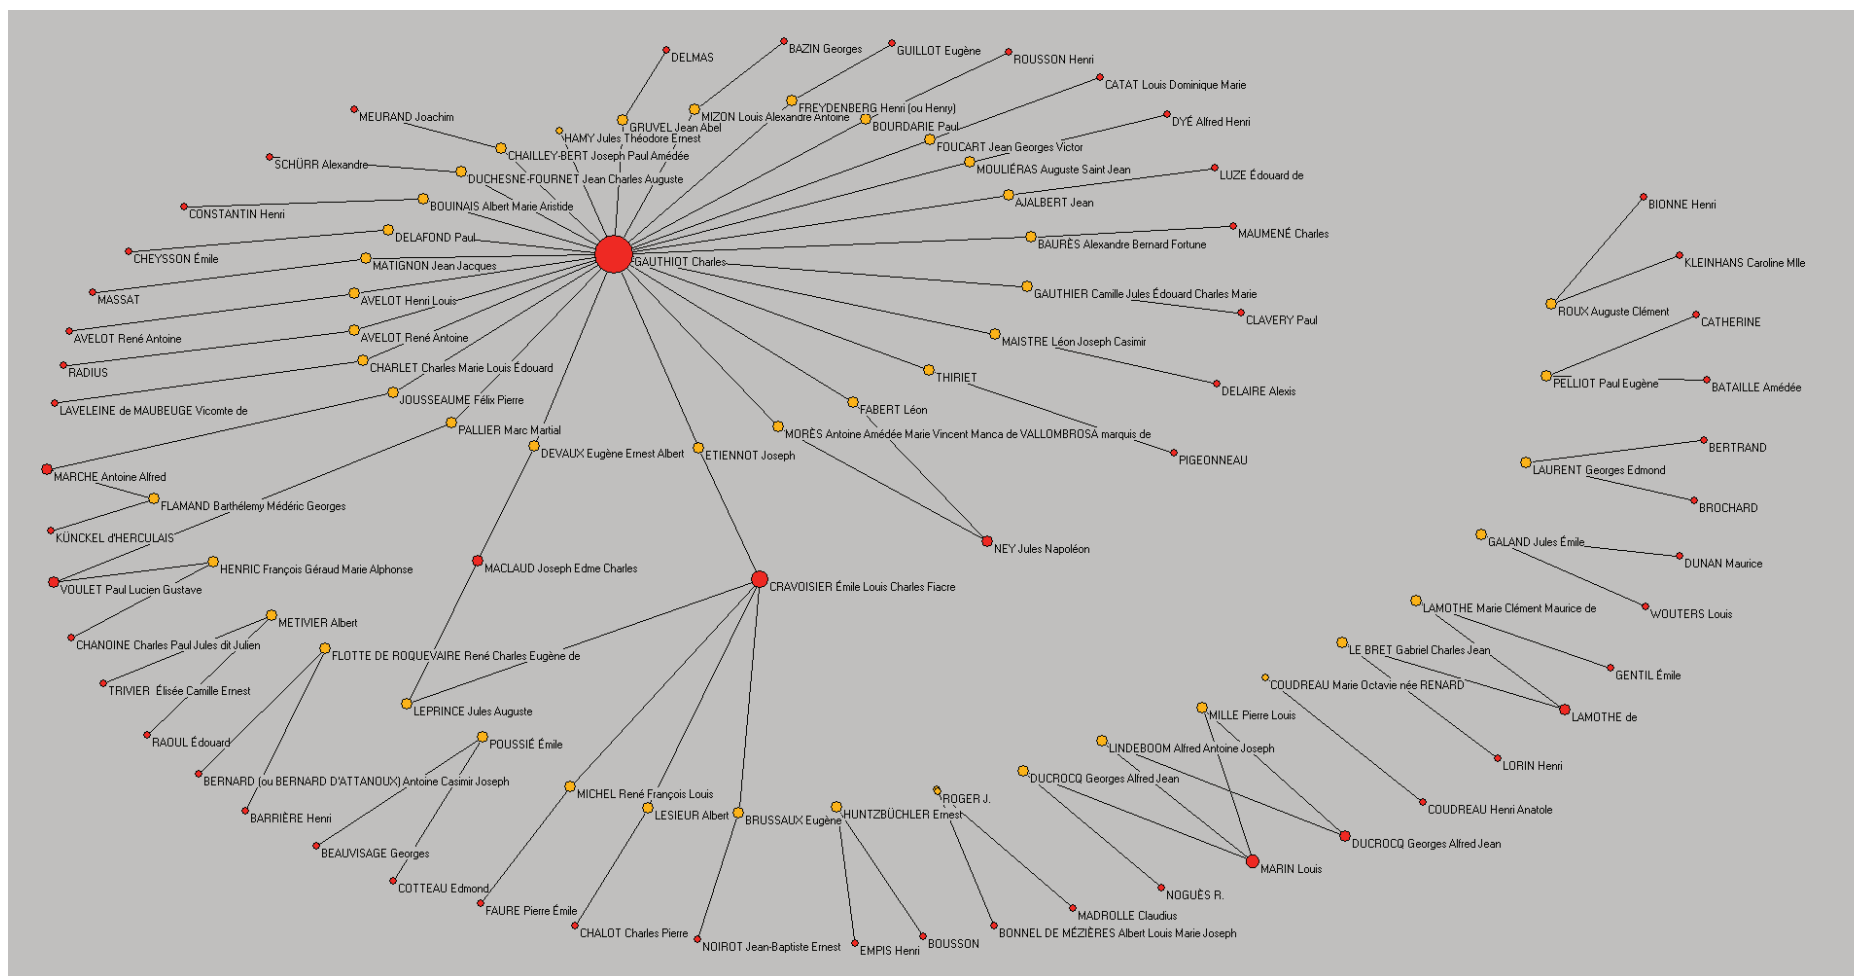 DELMAS
BAZIN Georges
GUILLOT Eugène
ROUSSON Henri
CATAT Louis Dominique Marie
MEURAND Joachim
FREYDENBERG Henri (ou Henry)
MIZON Louis Alexandre Antoine
DYÉ Alfred Henri
GRUVEL Jean Abel
BOURDARIE Paul
HAMY Jules Théodore Ernest
FOUCART Jean Georges Victor
CHAILLEY-BERT Joseph Paul Amédée
SCHÜRR Alexandre
MOULIÉRAS Auguste Saint Jean
LUZE Édouard de
DUCHESNE-FOURNET Jean Charles Auguste
AJALBERT Jean
BIONNE Henri
BOUINAIS Albert Marie Aristide
CONSTANTIN Henri
MAUMENÉ Charles
DELAFOND Paul
BAURÈS Alexandre Bernard Fortune
CHEYSSON Émile
GAUTHIOT Charles
KLEINHANS Caroline Mlle
MATIGNON Jean Jacques
GAUTHIER Camille Jules Édouard Charles Marie
MASSAT
AVELOT Henri Louis
ROUX Auguste Clément
CLAVERY Paul
CATHERINE
AVELOT René Antoine
AVELOT René Antoine
MAISTRE Léon Joseph Casimir
CHARLET Charles Marie Louis Édouard
RADIUS
THIRIET
PELLIOT Paul Eugène
BATAILLE Amédée
DELAIRE Alexis
JOUSSEAUME Félix Pierre
LAVELEINE de MAUBEUGE Vicomte de
FABERT Léon
PALLIER Marc Martial
MORÈS Antoine Amédée Marie Vincent Manca de VALLOMBROSA marquis de
BERTRAND
DEVAUX Eugène Ernest Albert
ETIENNOT Joseph
PIGEONNEAU
LAURENT Georges Edmond
MARCHE Antoine Alfred
FLAMAND Barthélemy Médéric Georges
BROCHARD
KÜNCKEL d'HERCULAIS
GALAND Jules Émile
NEY Jules Napoléon
DUNAN Maurice
HENRIC François Géraud Marie Alphonse
MACLAUD Joseph Edme Charles
CRAVOISIER Émile Louis Charles Fiacre
VOULET Paul Lucien Gustave
LAMOTHE Marie Clément Maurice de
WOUTERS Louis
METIVIER Albert
CHANOINE Charles Paul Jules dit Julien
LE BRET Gabriel Charles Jean
FLOTTE DE ROQUEVAIRE René Charles Eugène de
GENTIL Émile
COUDREAU Marie Octavie née RENARD
TRIVIER Élisée Camille Ernest
LEPRINCE Jules Auguste
MILLE Pierre Louis
LAMOTHE de
RAOUL Édouard
POUSSIÉ Émile
LINDEBOOM Alfred Antoine Joseph
LORIN Henri
BERNARD (ou BERNARD D'ATTANOUX) Antoine Casimir Joseph
DUCROCQ Georges Alfred Jean
MICHEL René François Louis
ROGER J.
COUDREAU Henri Anatole
BARRIÈRE Henri
LESIEUR Albert
BRUSSAUX Eugène
HUNTZBÜCHLER Ernest
DUCROCQ Georges Alfred Jean
BEAUVISAGE Georges
MARIN Louis
COTTEAU Edmond
NOGUÈS R.
FAURE Pierre Émile
MADROLLE Claudius
CHALOT Charles Pierre
BONNEL DE MÉZIÈRES Albert Louis Marie Joseph
NOIROT Jean-Baptiste Ernest
BOUSSON
EMPIS Henri